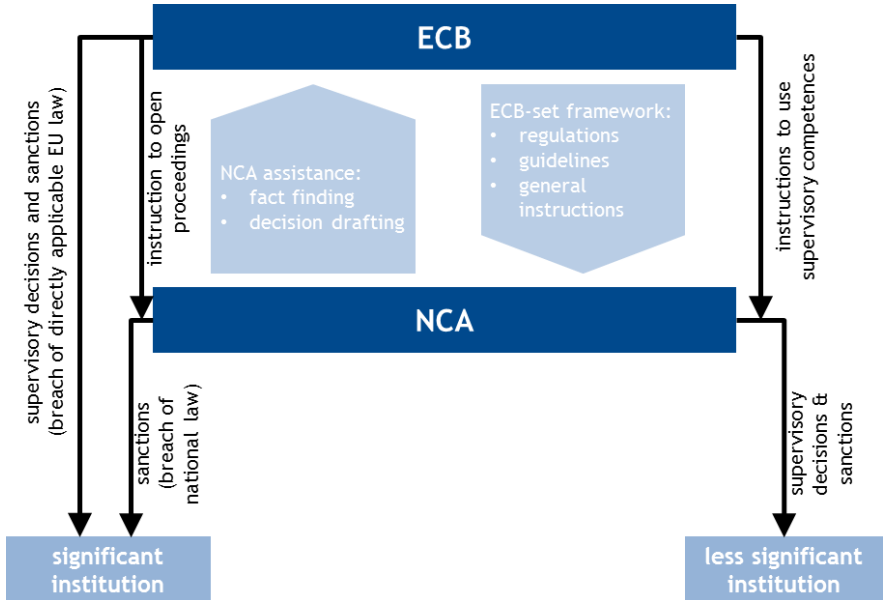 ECB
supervisory decisions and sanctions
(breach of directly applicable EU law)
instruction to open
proceedings
NCA assistance:
• fact finding
• decision drafting
ECB-set framework:
• regulations
• guidelines
• general
instructions
instructions to use
supervisory competences
NCA
sanctions
(breach of
national law)
supervisory
decisions &
sanctions
significant
institution
less significant
institution